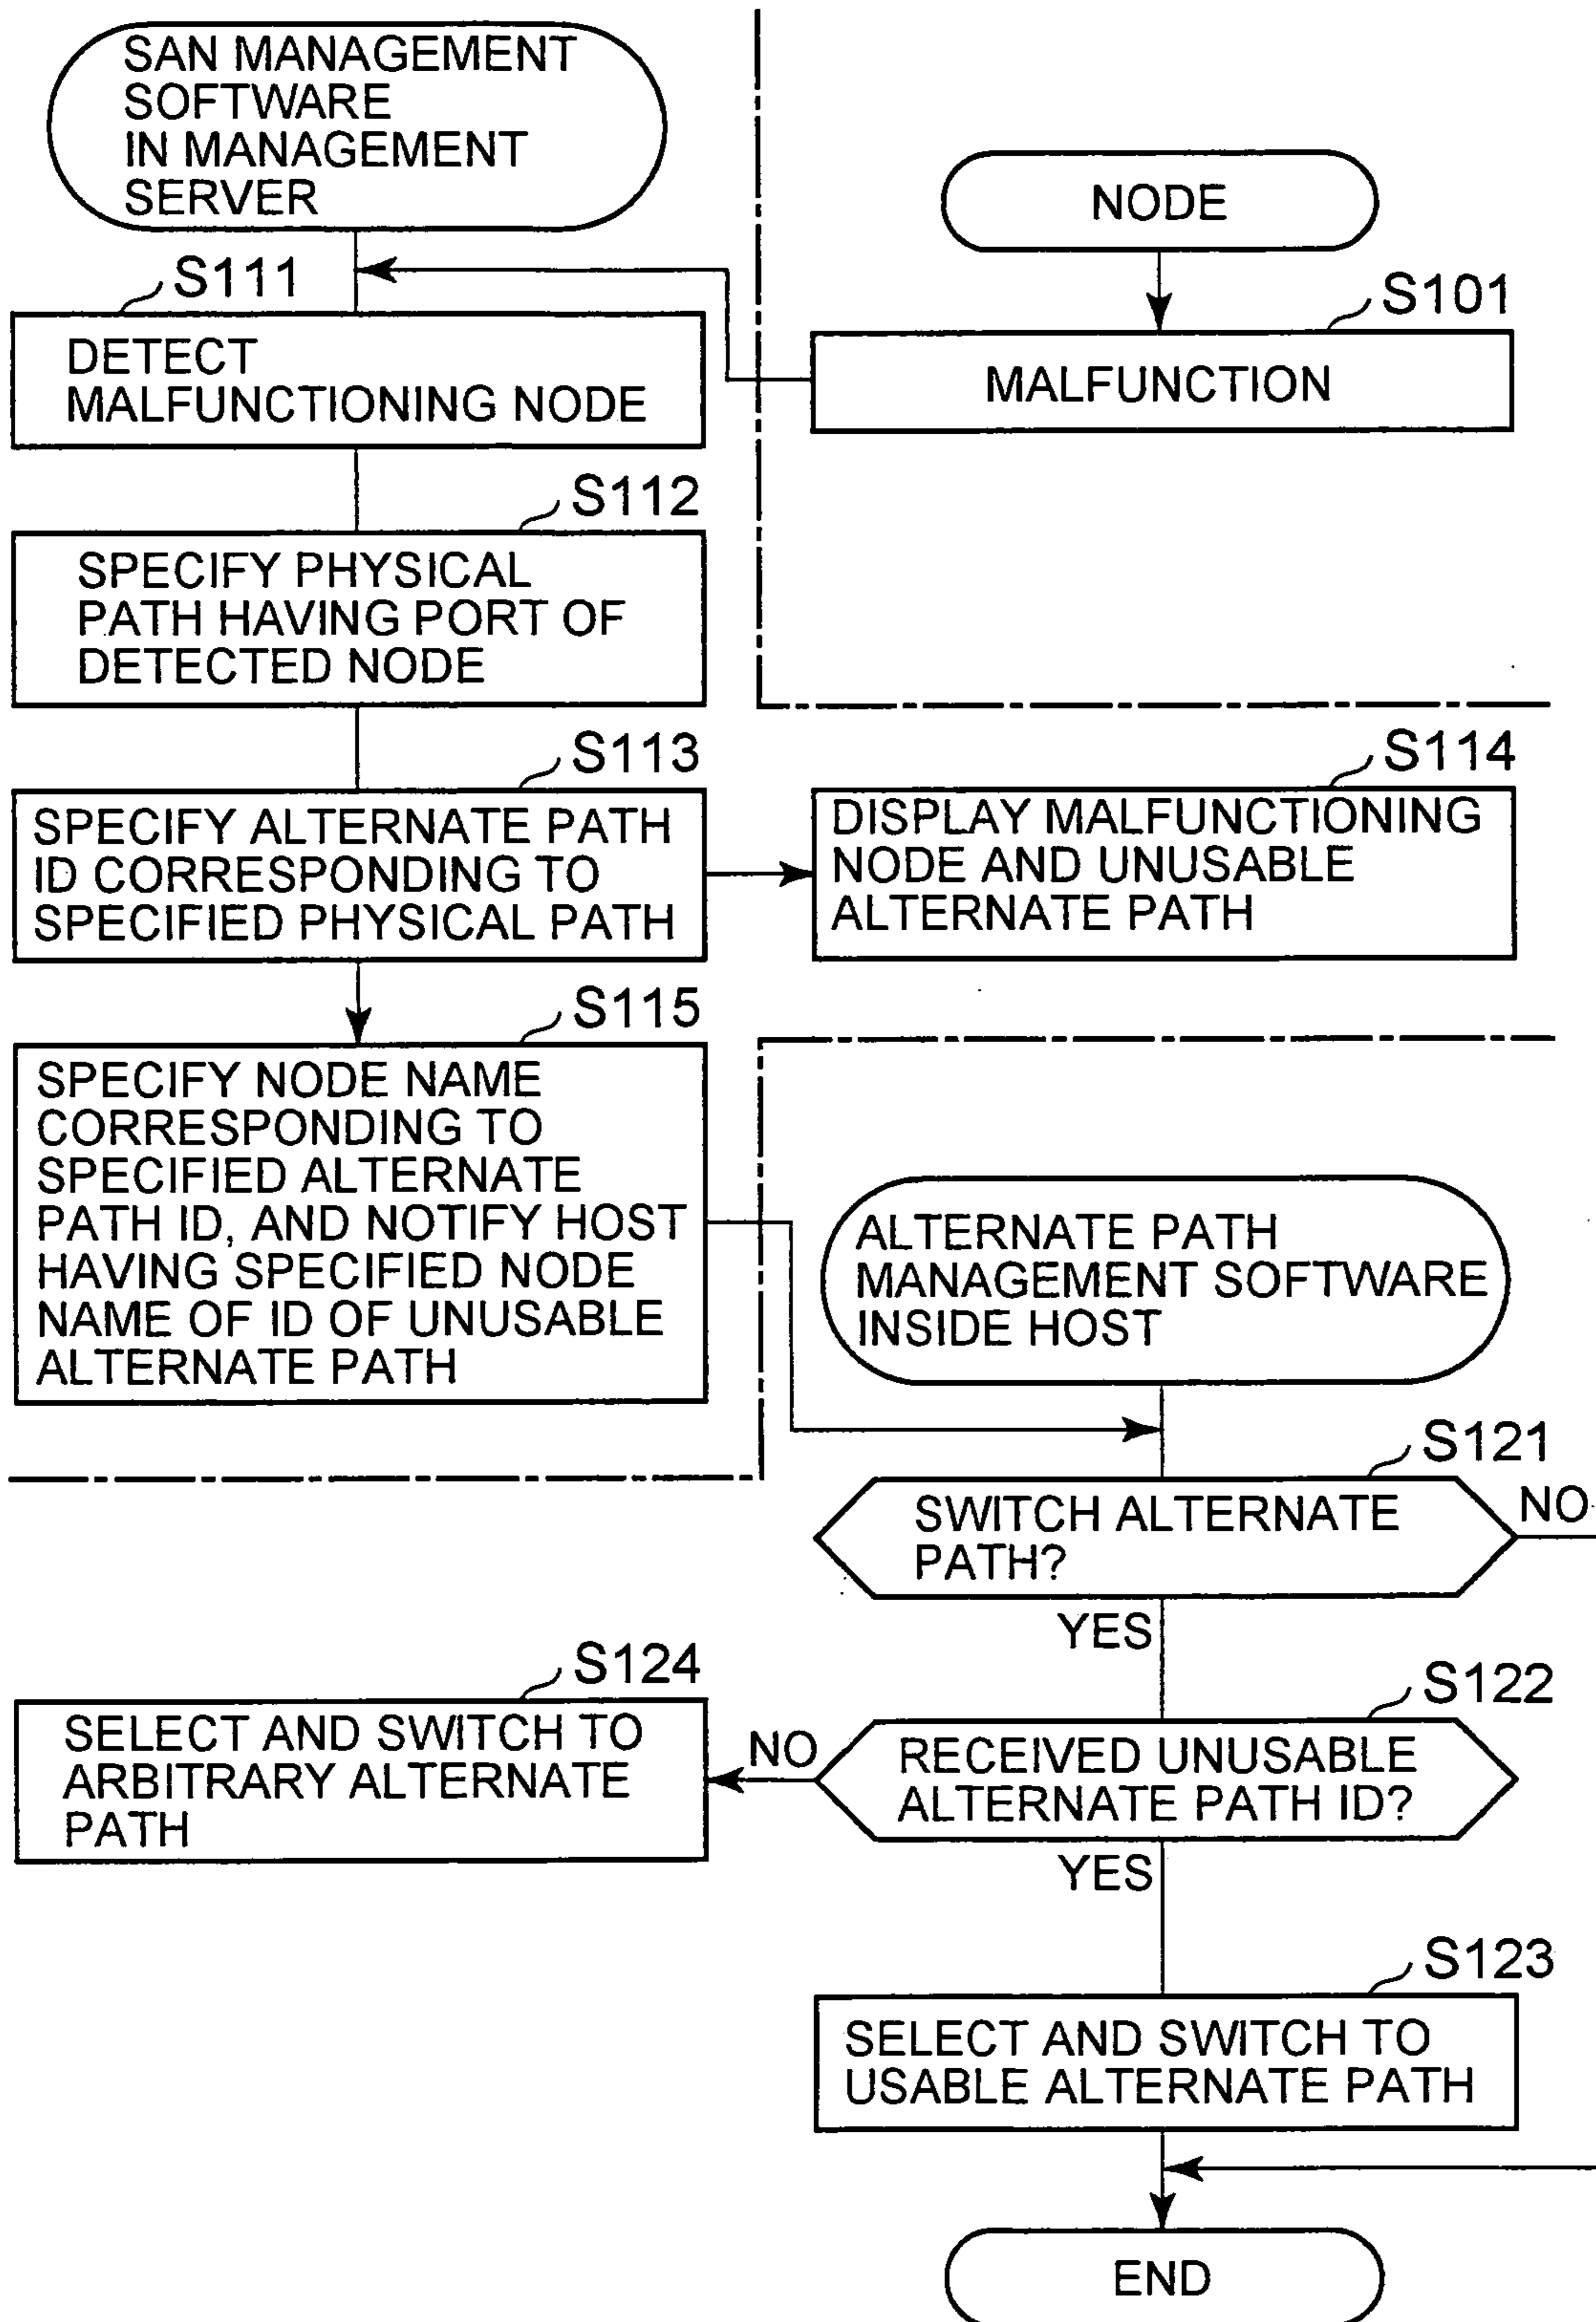 SAN MANAGEMENT
SOFTWARE
IN MANAGEMENT
SERVER
NODE
S111
DETECT
MALFUNCTIONING NODE
S101
MALFUNCTION
S112
SPECIFY PHYSICAL
PATH HAVING PORT OF
DETECTED NODE
S113
SPECIFY ALTERNATE PATH
ID CORRESPONDING TO
SPECIFIED PHYSICAL PATH
S114
DISPLAY MALFUNCTIONING
NODE AND UNUSABLE
ALTERNATE PATH
S115
SPECIFY NODE NAME
CORRESPONDING TO
SPECIFIED ALTERNATE
PATH ID, AND NOTIFY HOST
HAVING SPECIFIED NODE
NAME OF ID OF UNUSABLE
ALTERNATE PATH
ALTERNATE PATH
MANAGEMENT SOFTWARE
INSIDE HOST
S121
SWITCH ALTERNATE
PATH?
NO
YES
S122
RECEIVED UNUSABLE
ALTERNATE PATH ID?
NO
YES
S124
SELECT AND SWITCH TO
ARBITRARY ALTERNATE
PATH
S123
SELECT AND SWITCH TO
USABLE ALTERNATE PATH
END